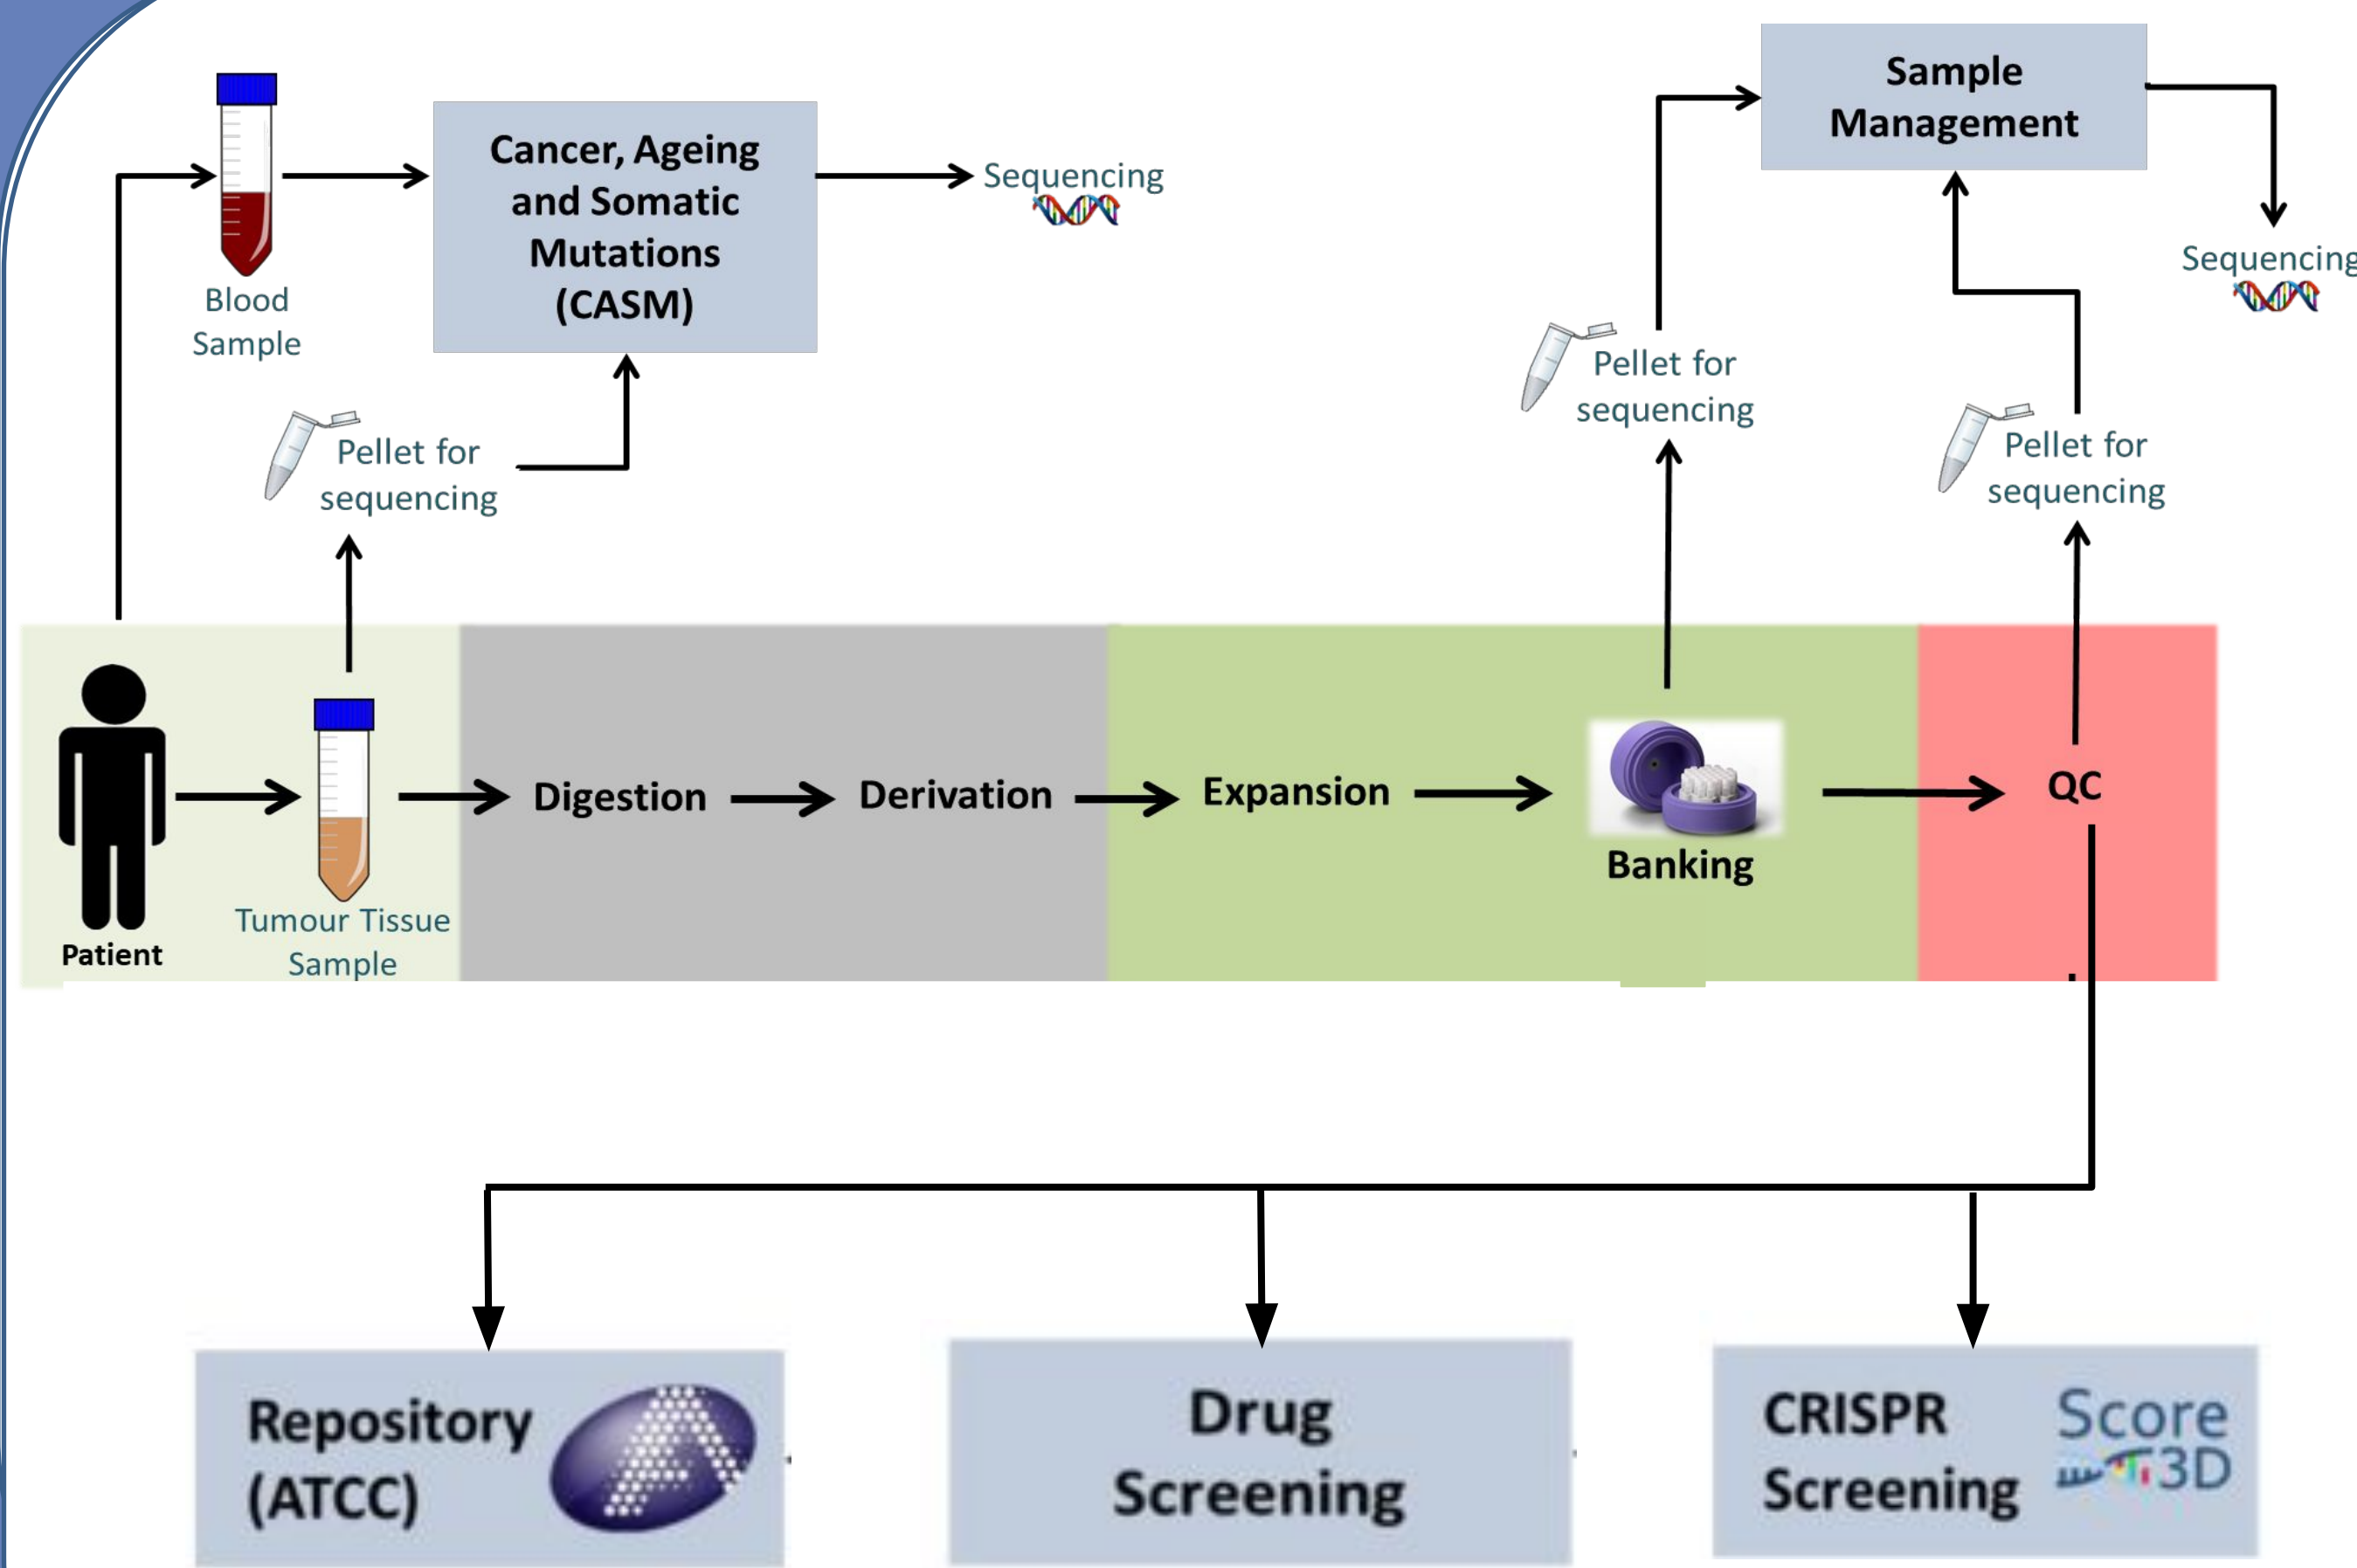 Sample
Management
Cancer, Ageing
and Somatic
Mutations
(CASM)
Sequencing
Sequencing
Blood
Sample
Pellet for
sequencing
Pellet for
sequencing
Pellet for
sequencing
Patient
Tumour Tissue
Sample
Digestion
Derivation
Expansion
Banking
QC
Repository
(ATCC)
Drug
Screening
CRISPR
Screening
Score
3D